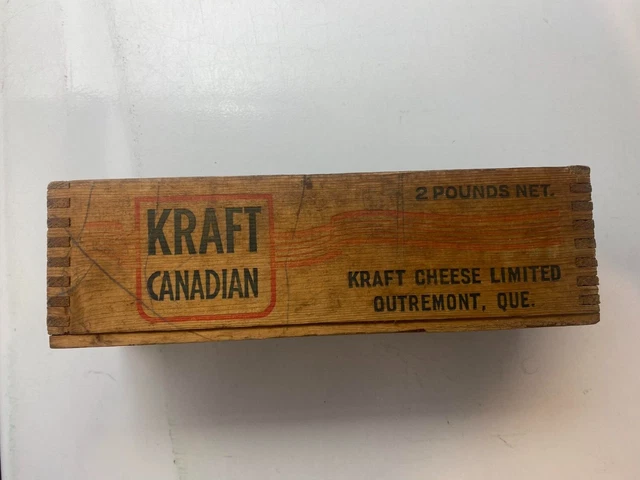 KRAFT
CANADIAN
2 POUNDS NET.
KRAFT CHEESE LIMITED
OUTREMONT, QUE.